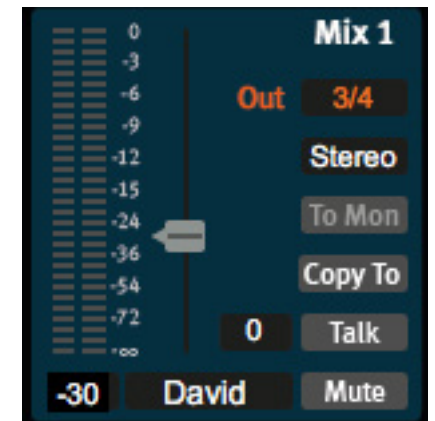 0 Mix 1
-3
-6 Out 3/4
-9
-12 Stereo
-15
-24 To Mon
-36
-54 Copy To
-72 0 Talk
-∞
-30 David Mute